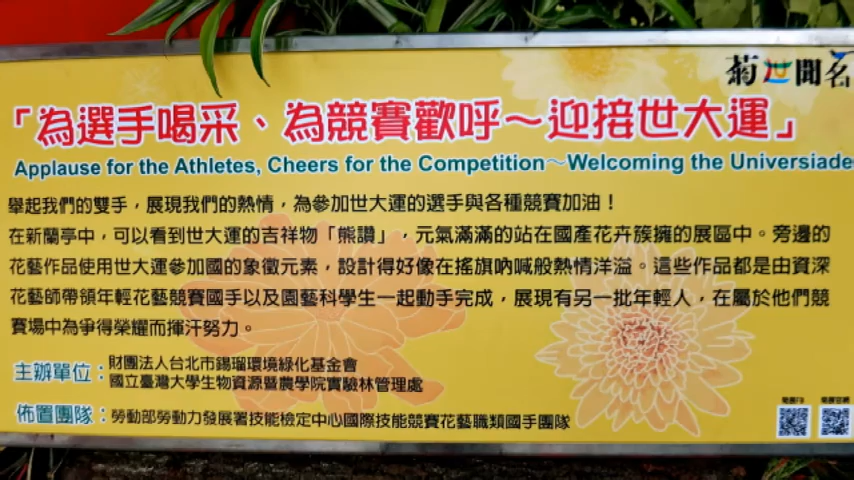 菊世聞名
「為選手喝采、為競賽歡呼～迎接世大運」
Applause for the Athletes, Cheers for the Competition～Welcoming the Universiade
舉起我們的雙手，展現我們的熱情，為參加世大運的選手與各種競賽加油！
在新蘭亭中，可以看到世大運的吉祥物「熊讚」，元氣滿滿的站在國產花卉簇擁的展區中。旁邊的
花藝作品使用世大運參加國的象徵元素，設計得好像在搖旗吶喊般熱情洋溢。這些作品都是由資深
花藝師帶領年輕花藝競賽國手以及園藝科學生一起動手完成，展現有另一批年輕人，在屬於他們競
賽場中為爭得榮耀而揮汗努力。
主辦單位：財團法人台北市錫瑠環境綠化基金會
國立臺灣大學生物資源暨農學院實驗林管理處
佈置團隊：勞動部勞動力發展署技能檢定中心國際技能競賽花藝職類國手團隊